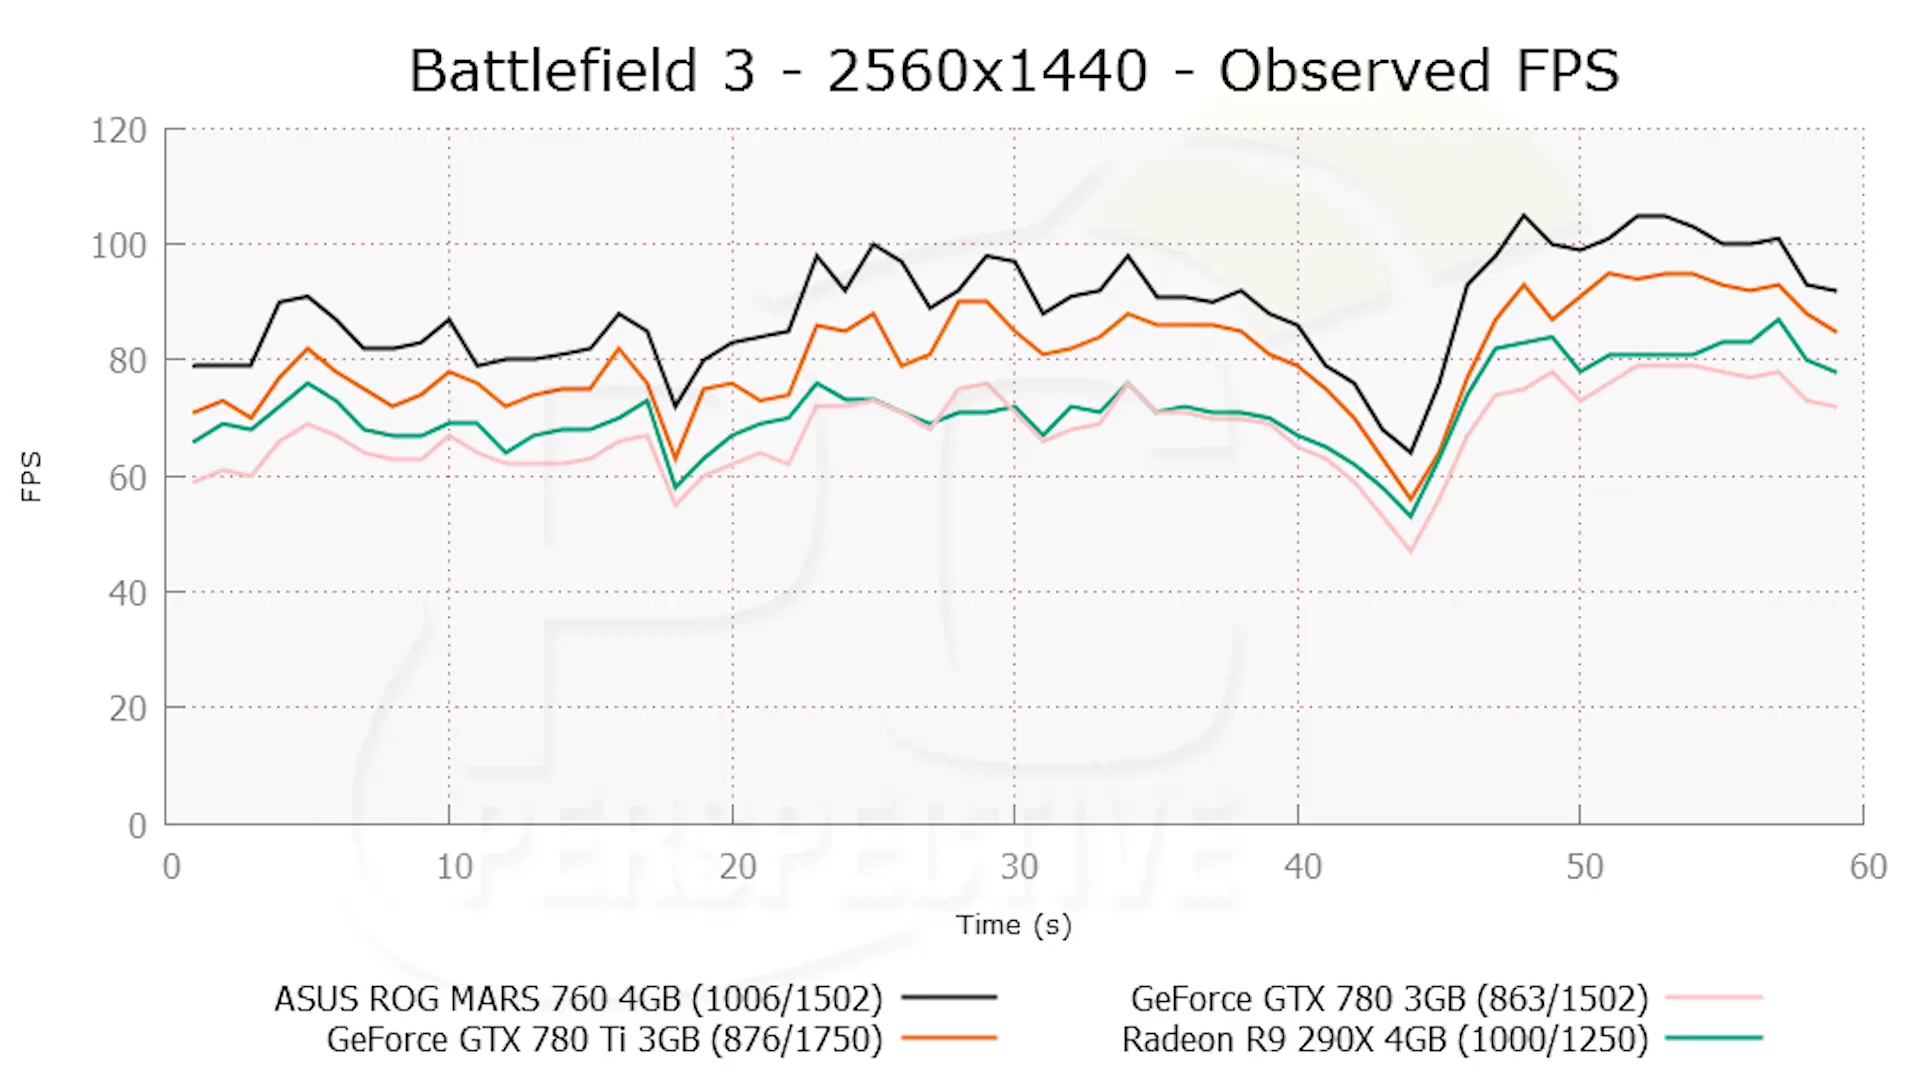 Battlefield 3 - 2560x1440 - Observed FPS
120
100
80
60
40
20
0
FPS
0 10 20 30 40 50 60
Time (s)
PC
PERSPECTIVE
ASUS ROG MARS 760 4GB (1006/1502)
GeForce GTX 780 3GB (863/1502)
GeForce GTX 780 Ti 3GB (876/1750)
Radeon R9 290X 4GB (1000/1250)